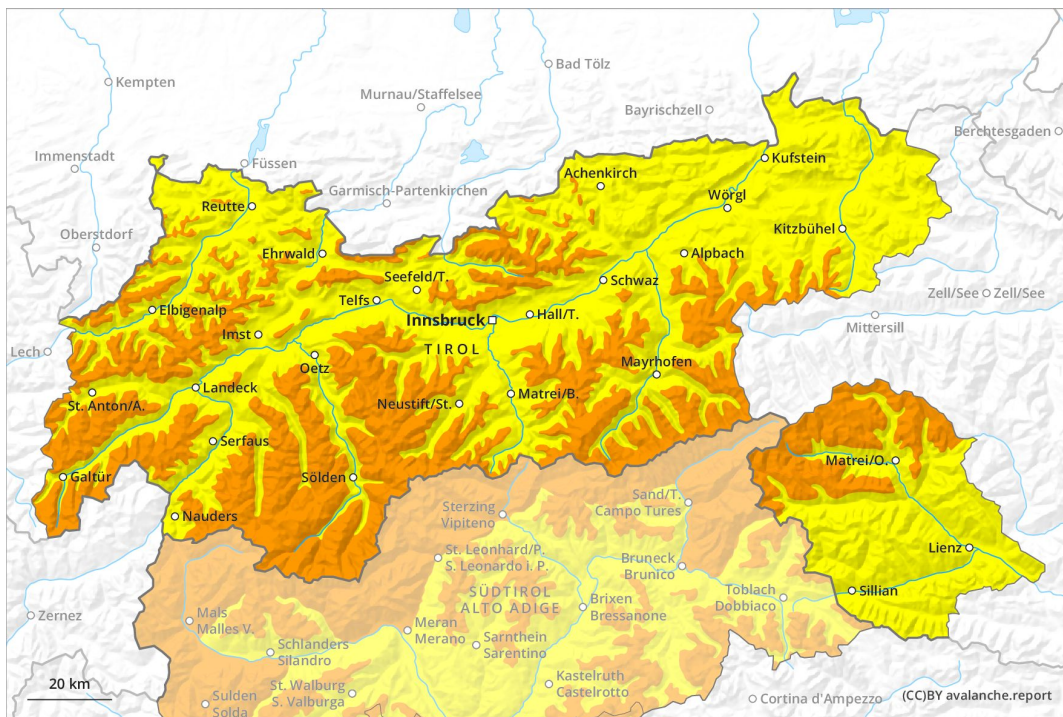 Kempten
Bad Tölz
Murnau/Staffelsee
Bayrischzell
Berchtesgaden
Immenstadt
Füssen
Kufstein
Achenkirch
Garmisch-Partenkirchen
Reutte
Wörgl
Oberstdorf
Kitzbühel
Ehrwald
Alpbach
Seefeld/T.
Schwaz
Zell/See
Zell/See
Telfs
Elbigenalp
Innsbruck
Hall/T.
Mittersill
Imst
TIROL
Lech
Oetz
Mayrhofen
Landeck
St. Anton/A.
Neustift/St.
Matrei/B.
Serfaus
Matrei/O.
Galtür
Sölden
Sand/T.
Campo Tures
Sterzing
Vipiteno
Nauders
Lienz
St. Leonhard/P.
S. Leonardo i. P.
Bruneck
Brunico
SÜDTIROL
ALTO ADIGE
Sillian
Toblach
Dobbiaco
Brixen
Bressanone
Zernez
Mals
Malles V.
Meran
Merano
Sarnthein
Sarentino
Schlanders
Silandro
St. Walburg
S. Valburga
Kastelruth
Castelrotto
20 km
Sulden
Solda
Cortina d'Ampezzo
(CC)BY avalanche.report